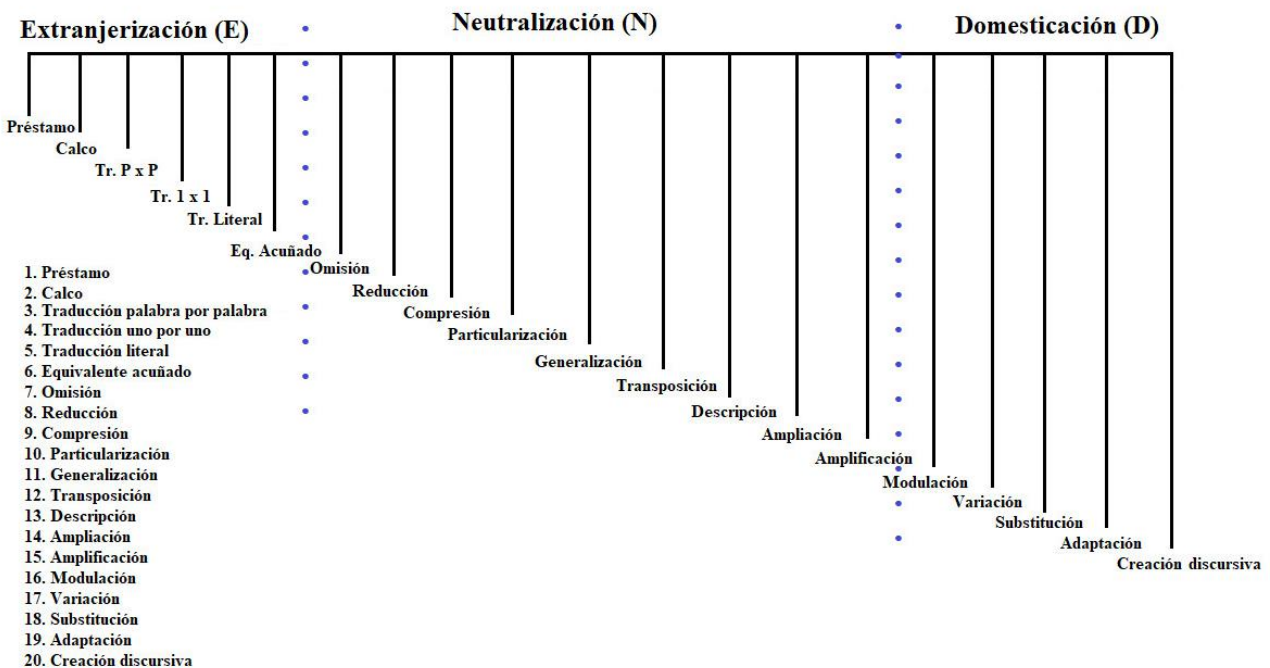 Extranjerización (E)
Neutralización (N)
Domesticación (D)
Préstamo
Calco
Tr. P x P
Tr. 1 x 1
Tr. Literal
Eq. Acuñado
Omisión
Reducción
Compresión
Particularización
Generalización
Transposición
Descripción
Ampliación
Amplificación
Modulación
Variación
Substitución
Adaptación
Creación discursiva
1. Préstamo
2. Calco
3. Traducción palabra por palabra
4. Traducción uno por uno
5. Traducción literal
6. Equivalente acuñado
7. Omisión
8. Reducción
9. Compresión
10. Particularización
11. Generalización
12. Transposición
13. Descripción
14. Ampliación
15. Amplificación
16. Modulación
17. Variación
18. Substitución
19. Adaptación
20. Creación discursiva